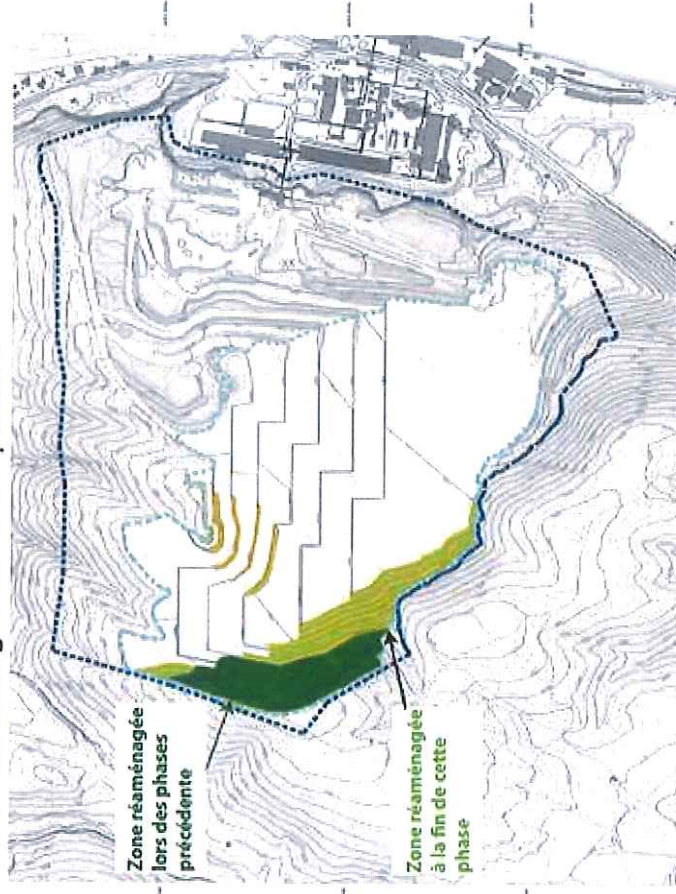 Zone réaménagée
lors des phases
précédente
Zone réaménagée
à la fin de cette
phase